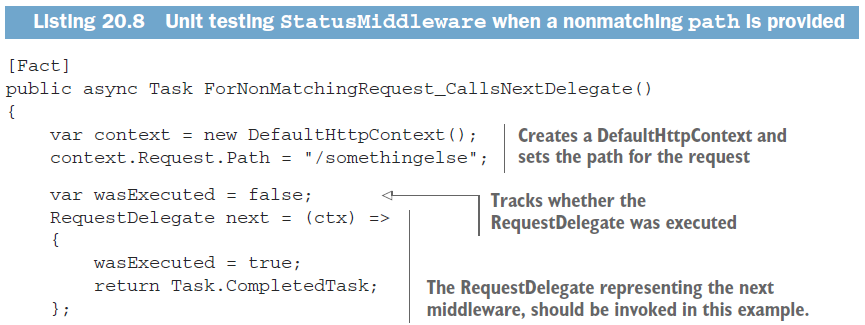 Listing 20.8 Unit testing StatusMiddleware when a nonmatching path is provided
[Fact]
public async Task ForNonMatchingRequest_CallsNextDelegate()
{
var context = new DefaultHttpContext();
context.Request.Path = "/somethingelse";
Creates a DefaultHttpContext and
sets the path for the request
var wasExecuted = false;
RequestDelegate next = (ctx) =>
Tracks whether the
RequestDelegate was executed
{
wasExecuted = true;
return Task.CompletedTask;
};
The RequestDelegate representing the next
middleware, should be invoked in this example.